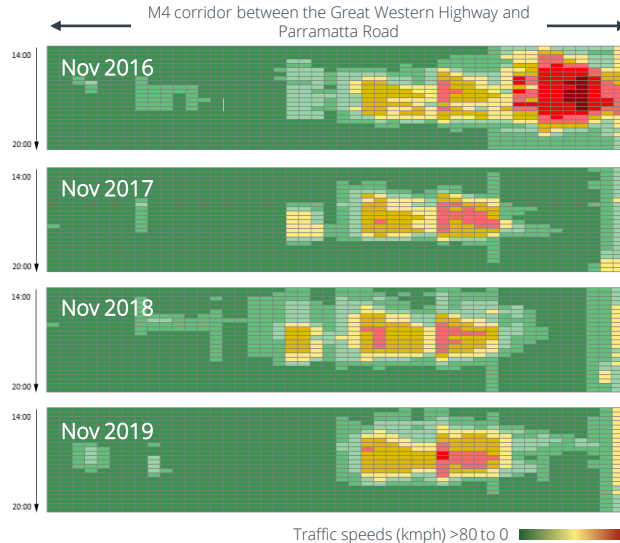 M4 corridor between the Great Western Highway and
Parramatta Road
14:00
Nov 2016
20:00
14:00
Nov 2017
20:00
14:00
Nov 2018
20:00
14:00
Nov 2019
20:00
Traffic speeds (kmph) >80 to 0